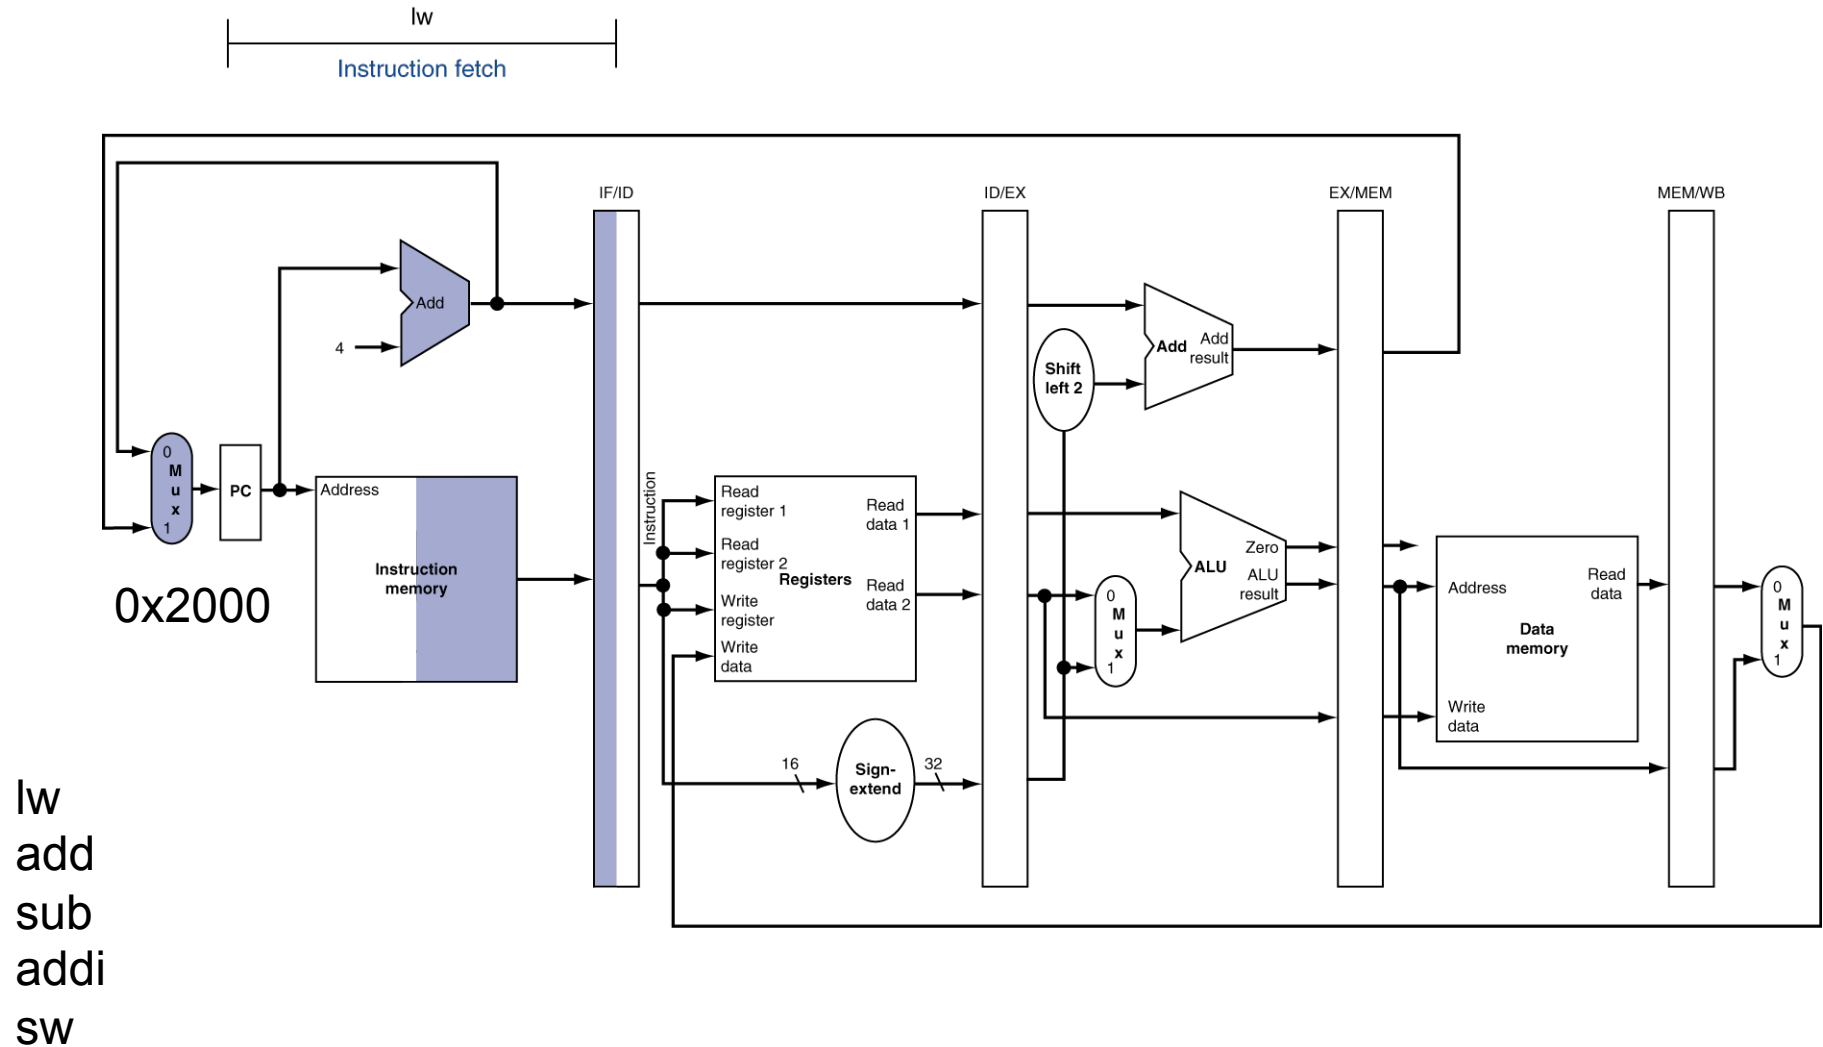 lw
Instruction fetch
IF/ID
ID/EX
EX/MEM
MEM/WB
Add
4
Shift
left 2
Add
Add
result
0
M
u
x
1
PC
Address
Instruction
memory
0x2000
Instruction
Read
register 1
Read
register 2
Write
register
Write
data
Registers
Read
data 1
Read
data 2
16
Sign-
extend
32
0
M
u
x
1
ALU
Zero
ALU
result
Address
Read
data
Data
memory
Write
data
0
M
u
x
1
lw
add
sub
addi
sw